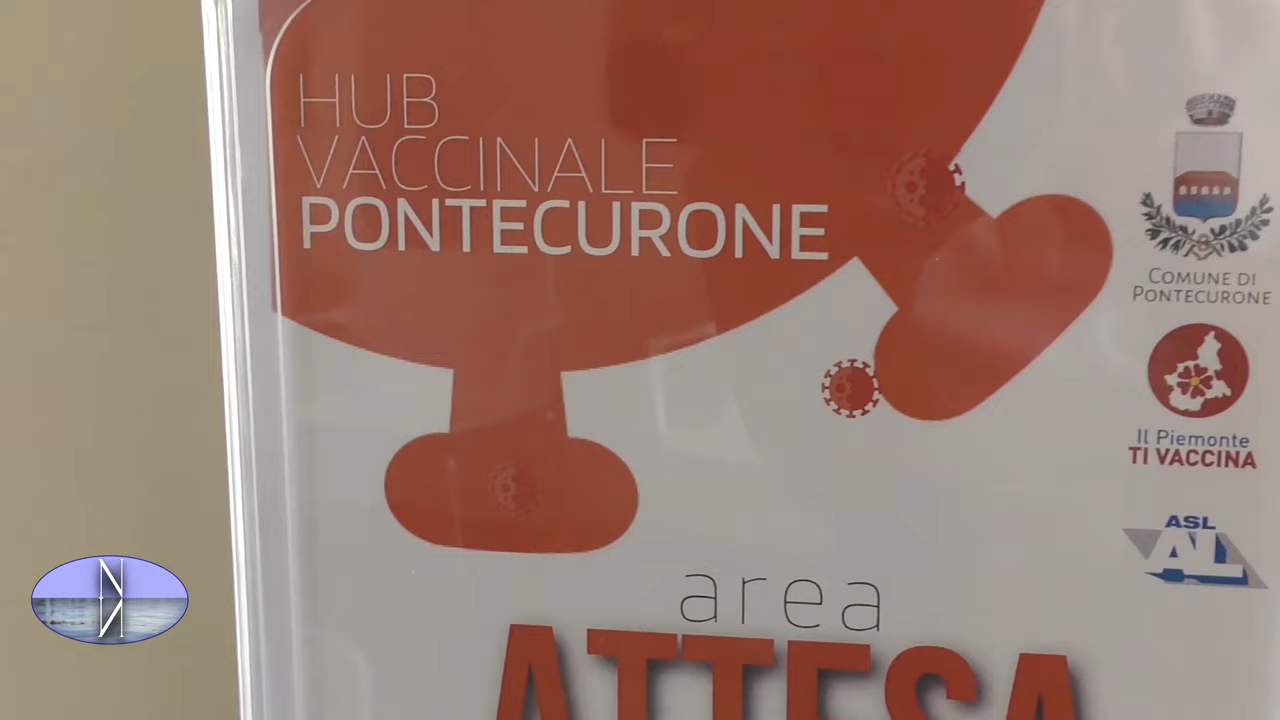 HUB
VACCINALE
PONTECURONE
COMUNE DI
PONTECURONE
IL Piemonte
TI VACCINA
ASL
AL
area
ATTESA